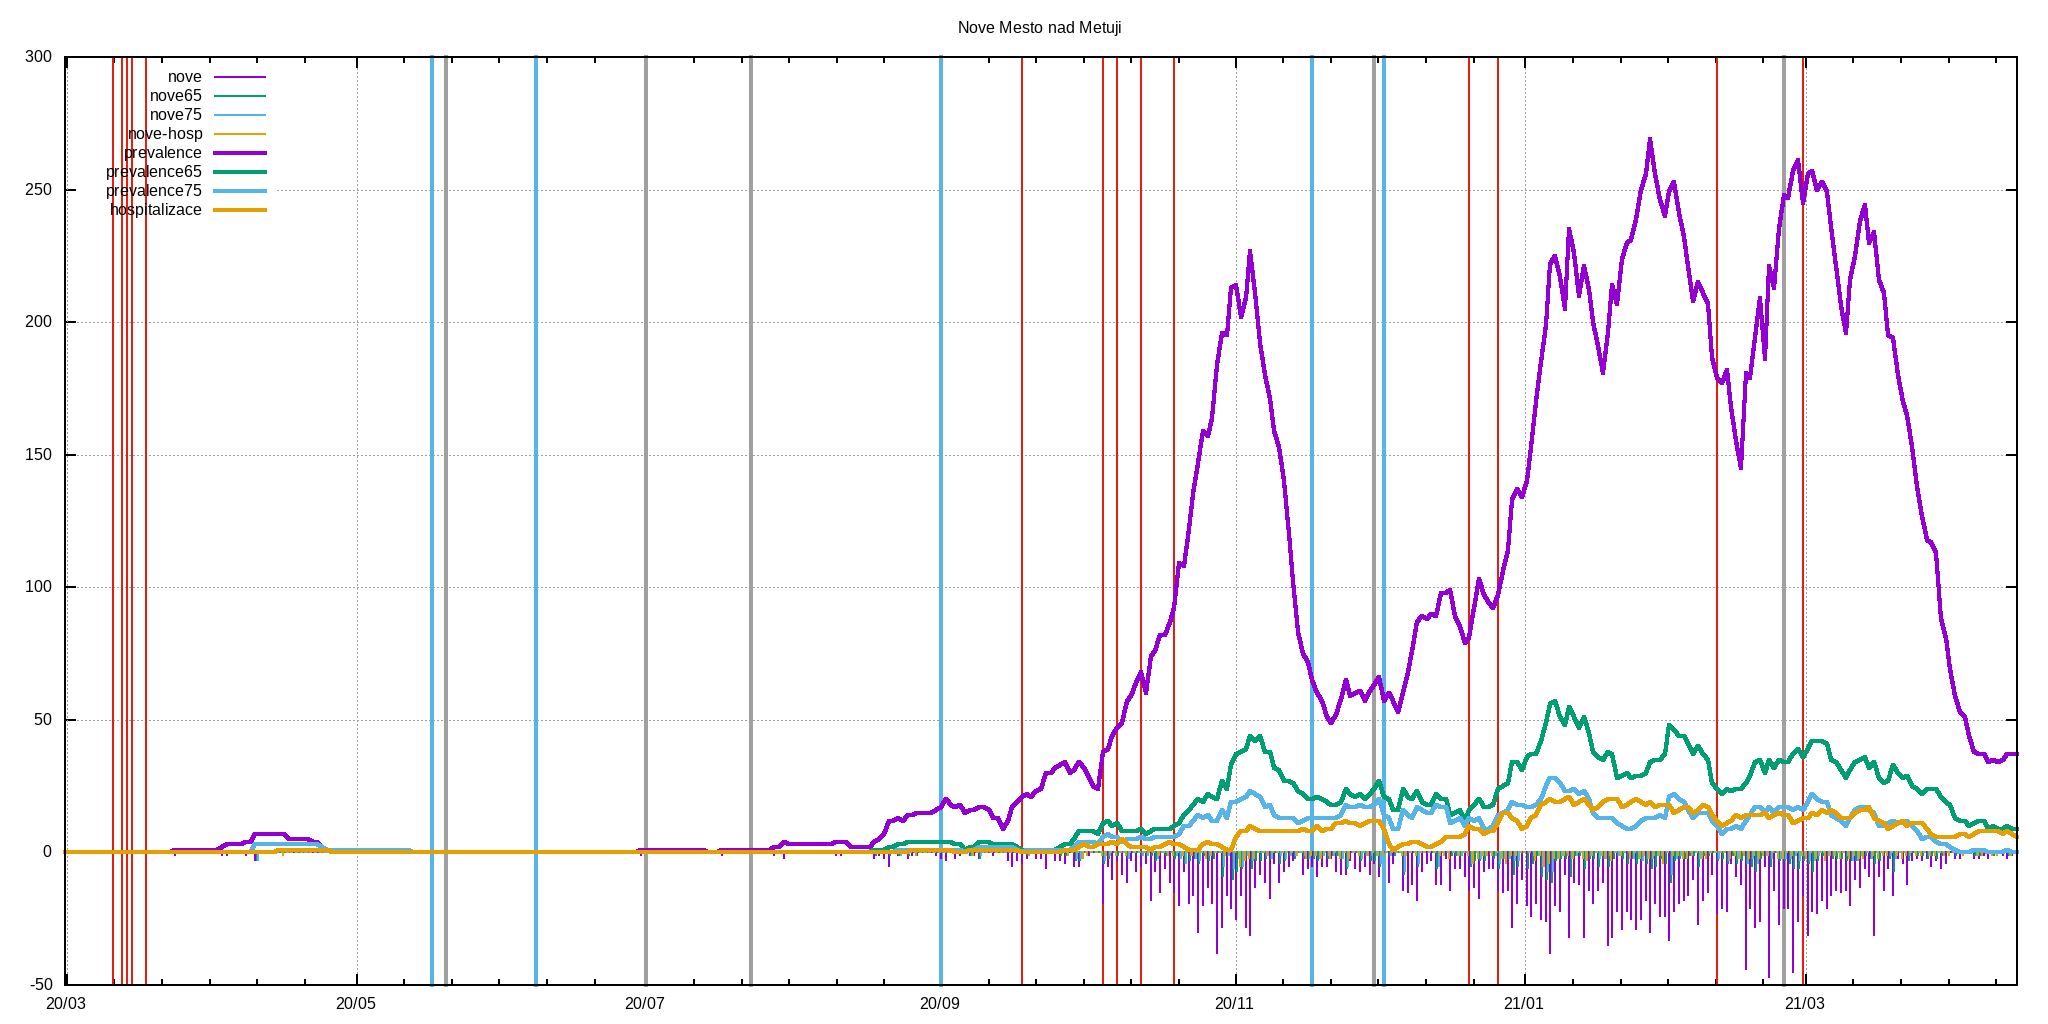 Nove Mesto nad Metuji
300
250
200
150
100
50
0
-50
nove
nove65
nove75
nove-hosp
prevalence
prevalence65
prevalence75
hospitalizace
20/03 20/05 20/07 20/09 20/11 21/01 21/03